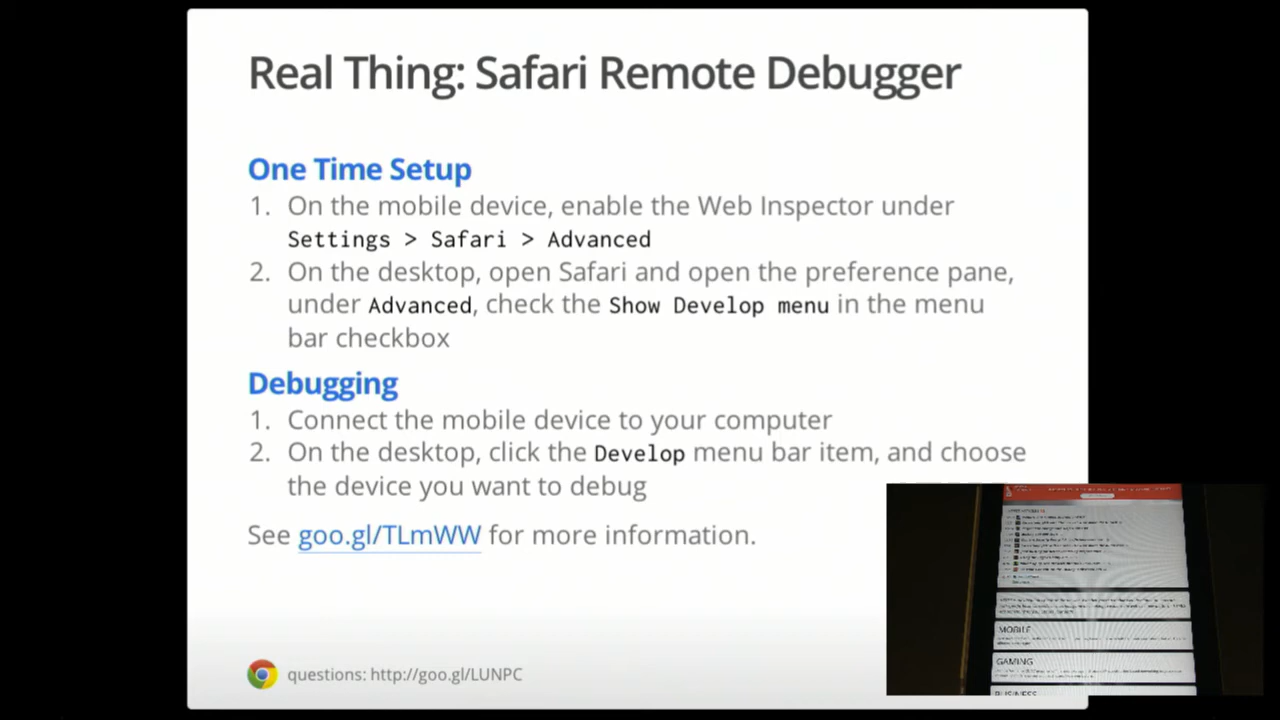 Real Thing: Safari Remote Debugger
One Time Setup
1. On the mobile device, enable the Web Inspector under
Settings > Safari > Advanced
2. On the desktop, open Safari and open the preference pane,
under Advanced, check the Show Develop menu in the menu
bar checkbox
Debugging
1. Connect the mobile device to your computer
2. On the desktop, click the Develop menu bar item, and choose
the device you want to debug
See goo.gl/TLmWW for more information.
questions: http://goo.gl/LUNPC
MOBILE
GAMING
BUSINESS